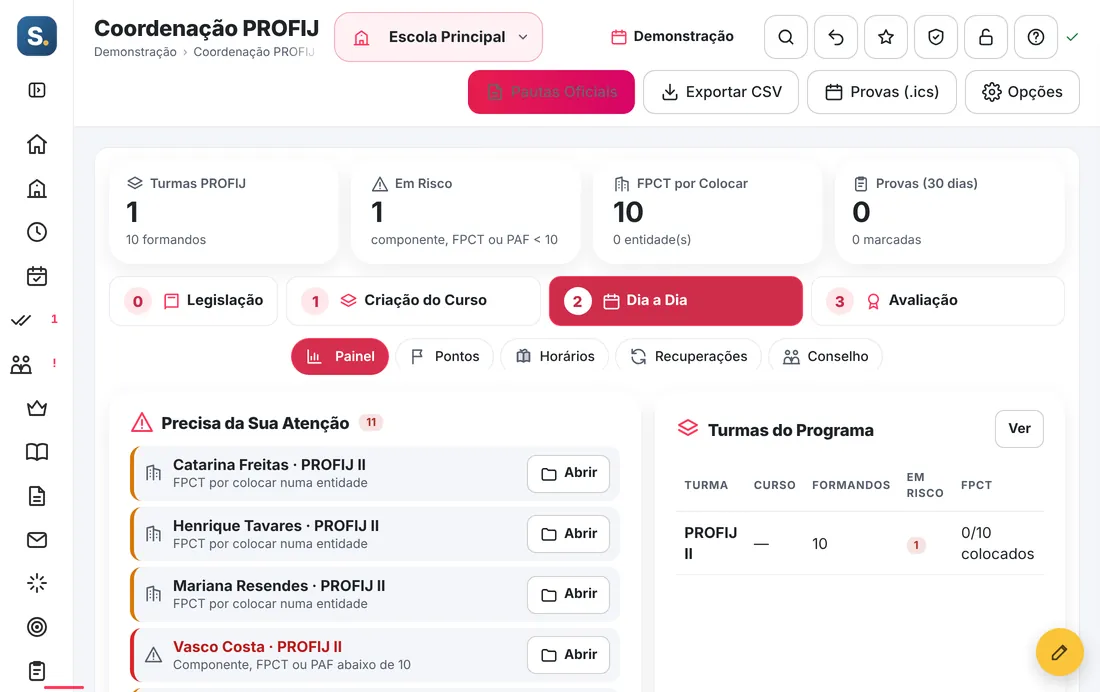 S.
Coordenação PROFIJ
Demonstração › Coordenação PROFIJ
Escola Principal
Demonstração
Pautas Oficiais
Exportar CSV
Provas (.ics)
Opções
1
!
Turmas PROFIJ
1
10 formandos
Em Risco
1
componente, FPCT ou PAF < 10
FPCT por Colocar
10
0 entidade(s)
Provas (30 dias)
0
0 marcadas
0 Legislação
1 Criação do Curso
2 Dia a Dia
3 Avaliação
Painel
Pontos
Horários
Recuperações
Conselho
Precisa da Sua Atenção 11
Catarina Freitas · PROFIJ II
FPCT por colocar numa entidade
Abrir
Henrique Tavares · PROFIJ II
FPCT por colocar numa entidade
Abrir
Mariana Resendes · PROFIJ II
FPCT por colocar numa entidade
Abrir
Vasco Costa · PROFIJ II
Componente, FPCT ou PAF abaixo de 10
Abrir
Turmas do Programa
Ver
TURMA CURSO FORMANDOS EM RISCO FPCT
PROFIJ II — 10 1 0/10 colocados